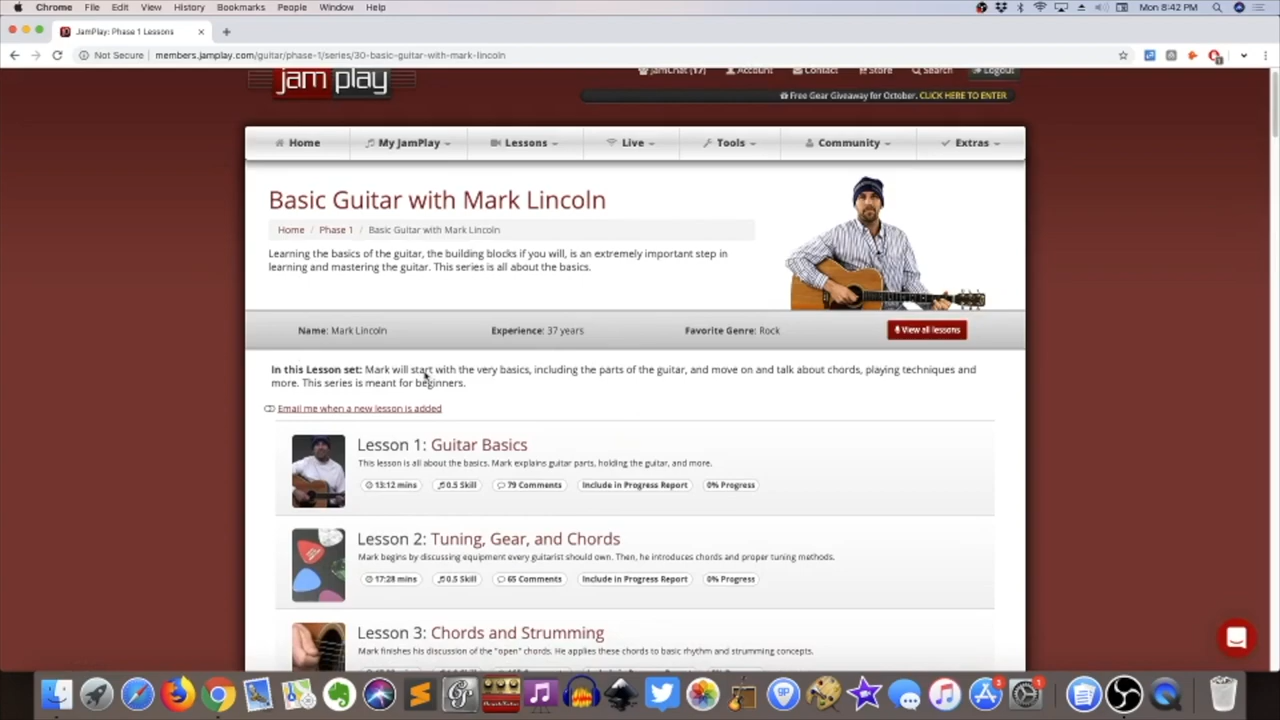 Chrome File Edit View History Bookmarks People Window Help Mon 8:42 PM
JamPlay: Phase 1 Lessons
Not Secure members.jamplay.com/guitar/phase-1/series/30-basic-guitar-with-mark-lincoln
jam play
JamChat (17) Account Contact Store Search Logout
Free Gear Giveaway for October. CLICK HERE TO ENTER
Home My JamPlay Lessons Live Tools Community Extras
Basic Guitar with Mark Lincoln
Home / Phase 1 / Basic Guitar with Mark Lincoln
Learning the basics of the guitar, the building blocks if you will, is an extremely important step in
learning and mastering the guitar. This series is all about the basics.
Name: Mark Lincoln Experience: 37 years Favorite Genre: Rock View all lessons
In this Lesson set: Mark will start with the very basics, including the parts of the guitar, and move on and talk about chords, playing techniques and
more. This series is meant for beginners.
Email me when a new lesson is added
Lesson 1: Guitar Basics
This lesson is all about the basics. Mark explains guitar parts, holding the guitar, and more.
13:12 mins 0.5 Skill 79 Comments Include in Progress Report 0% Progress
Lesson 2: Tuning, Gear, and Chords
Mark begins by discussing equipment every guitarist should own. Then, he introduces chords and proper tuning methods.
17:28 mins 0.5 Skill 65 Comments Include in Progress Report 0% Progress
Lesson 3: Chords and Strumming
Mark finishes his discussion of the "open" chords. He applies these chords to basic rhythm and strumming concepts.